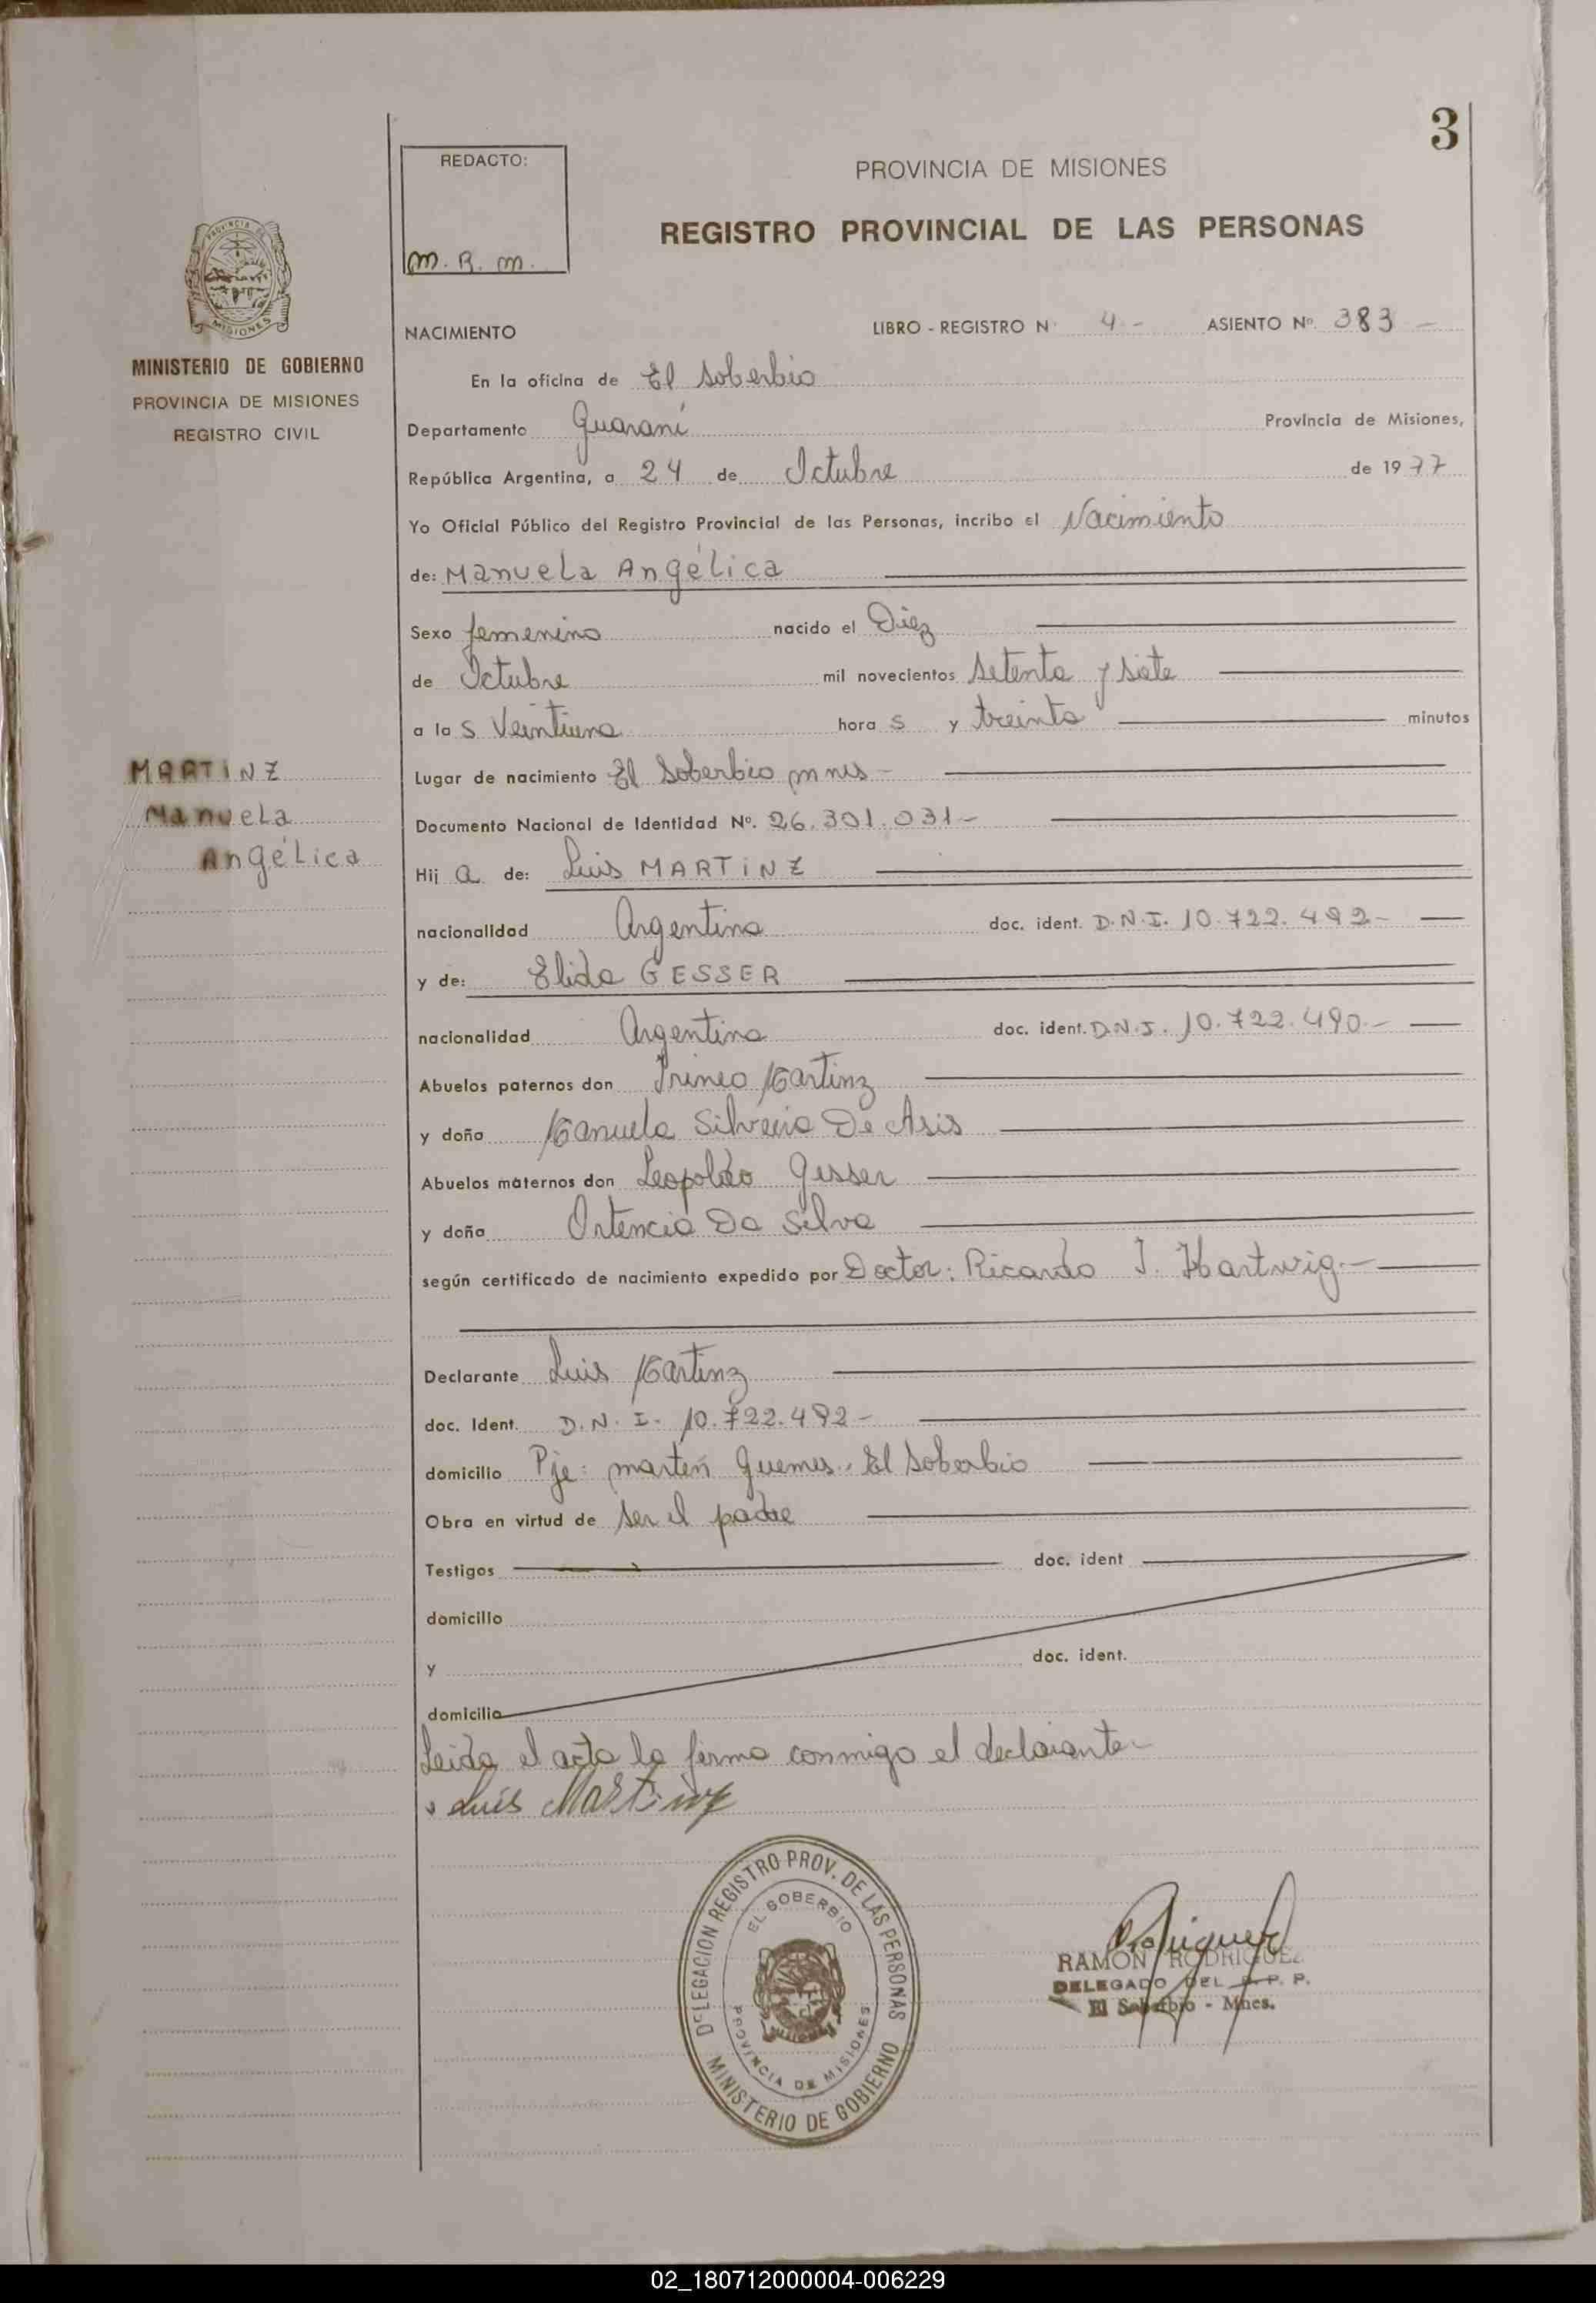 3
REDACTO:
M. R. M.
PROVINCIA DE MISIONES
REGISTRO PROVINCIAL DE LAS PERSONAS
PROVINCIA DE
MISIONES
MINISTERIO DE GOBIERNO
PROVINCIA DE MISIONES
REGISTRO CIVIL
NACIMIENTO LIBRO - REGISTRO N° 4 - ASIENTO Nº. 383 -
En la oficina de El Soberbio
Departamento Guaraní Provincia de Misiones,
República Argentina, a 24 de Octubre de 1977
Yo Oficial Público del Registro Provincial de las Personas, incribo el Nacimiento
de: Manuela Angélica
Sexo femenino nacido el Diez
de Octubre mil novecientos setenta y siete
a las Veintiuna horas y treinta minutos
MARTiNZ
Manuela
Angélica
Lugar de nacimiento El Soberbio mnes -
Documento Nacional de Identidad Nº. 26.301.031 -
Hija de: Luis MARTiNZ
nacionalidad Argentina doc. ident. D.N.I. 10.722.492 -
y de: Elida GESSER
nacionalidad Argentina doc. ident. D.N.I. 10.722.490.-
Abuelos paternos don Irineo Martinz
y doña Manuela Silveria De Asis
Abuelos maternos don Leopoldo Gesser
y doña Ortencia Da Silva
según certificado de nacimiento expedido por Doctor: Ricardo J. Hartwig.-
Declarante Luis Martinz
doc. Ident. D.N.I. 10.722.492 -
domicilio Pje: martín Guemes. El Soberbio
Obra en virtud de ser el padre
Testigos doc. ident
domicilio
y doc. ident.
domicilio
Leida el acta la firma conmigo el declarante-
Luis Martinz
DELEGACION REGISTRO PROV. DE LAS PERSONAS
EL SOBERBIO
PROVINCIA DE MISIONES
MINISTERIO DE GOBIERNO
RAMON RODRIGUEZ
DELEGADO DEL R. P. P.
El Soberbio - Mnes.
02_180712000004-006229